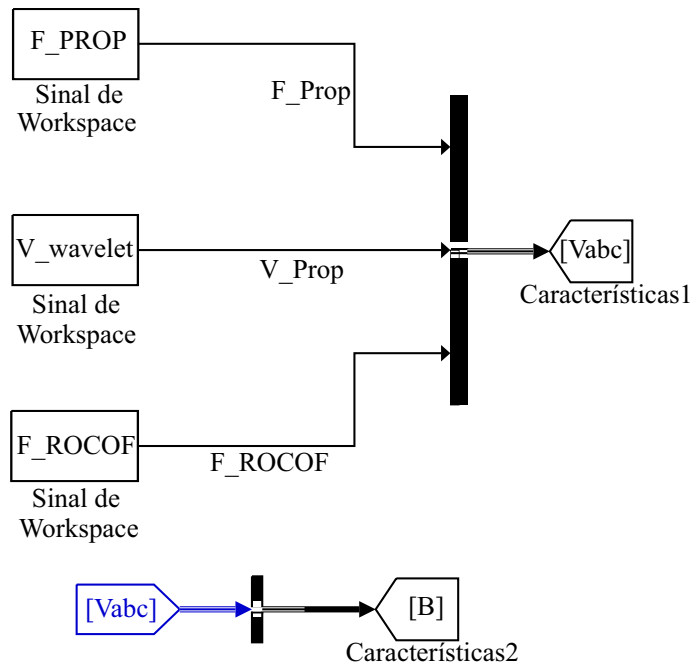 F_PROP
Sinal de
Workspace
F_Prop
V_wavelet
Sinal de
Workspace
V_Prop
[Vabc]
Características1
F_ROCOF
Sinal de
Workspace
F_ROCOF
[Vabc]
[B]
Características2